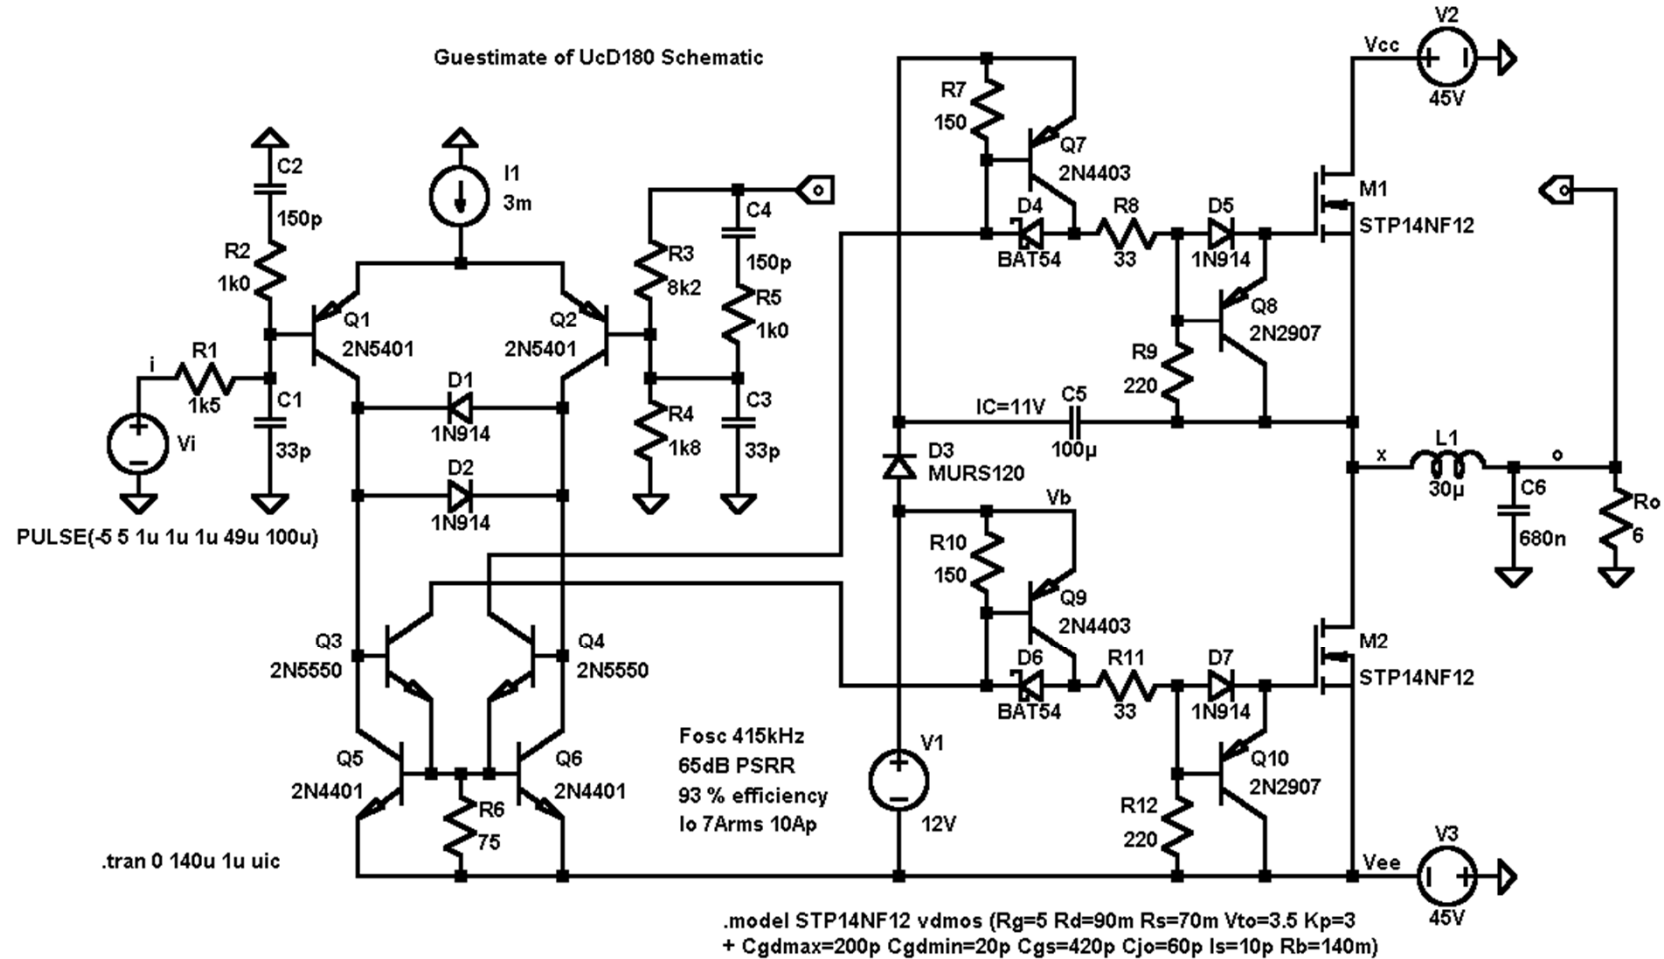 Guestimate of UcD180 Schematic
V2
Vcc
+
45V
R7
150
Q7
2N4403
C2
150p
I1
3m
o
C4
150p
R2
1k0
R3
8k2
R5
1k0
D4
BAT54
R8
33
D5
1N914
M1
STP14NF12
o
Q1
2N5401
Q2
2N5401
Q8
2N2907
R9
220
i
R1
1k5
C1
33p
D1
1N914
R4
1k8
C3
33p
IC=11V
C5
100µ
+
Vi
D3
MURS120
x
L1
30µ
o
C6
680n
Ro
6
D2
1N914
Vb
PULSE(-5 5 1u 1u 1u 49u 100u)
R10
150
Q9
2N4403
Q3
2N5550
Q4
2N5550
D6
BAT54
R11
33
D7
1N914
M2
STP14NF12
Q5
2N4401
Q6
2N4401
R6
75
Fosc 415kHz
65dB PSRR
93 % efficiency
Io 7Arms 10Ap
+
V1
12V
Q10
2N2907
R12
220
.tran 0 140u 1u uic
Vee
V3
+
45V
.model STP14NF12 vdmos (Rg=5 Rd=90m Rs=70m Vto=3.5 Kp=3
+ Cgdmax=200p Cgdmin=20p Cgs=420p Cjo=60p Is=10p Rb=140m)